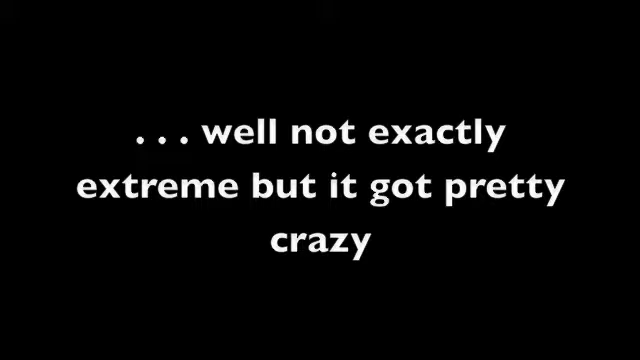 . . . well not exactly
extreme but it got pretty
crazy